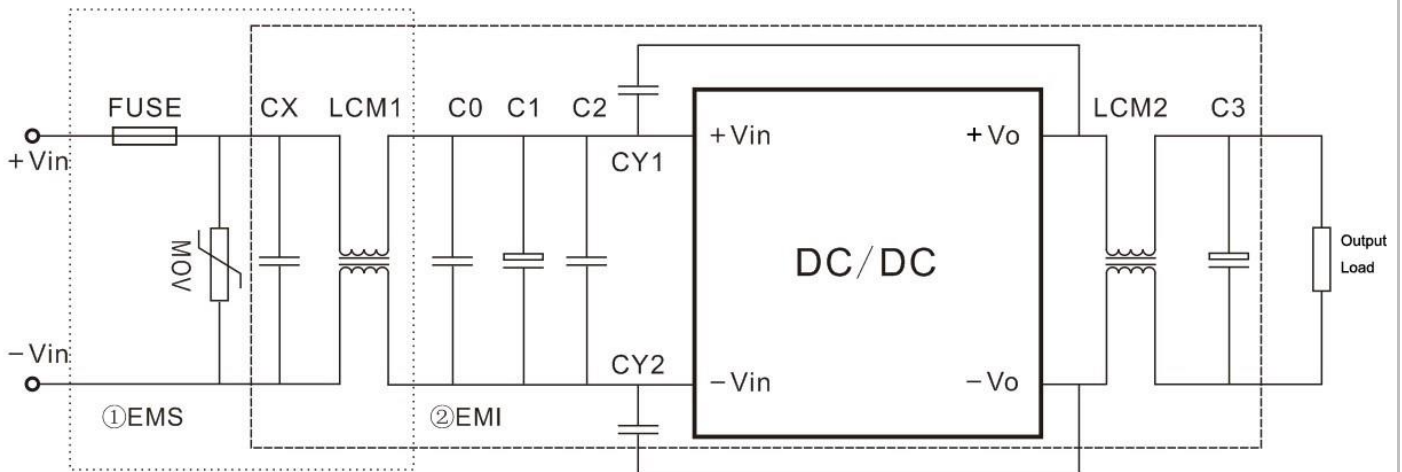 FUSE
CX
LCM1
C0
C1
C2
LCM2
C3
+Vin
CY1
+Vin
+Vo
MOV
DC/DC
Output
Load
−Vin
CY2
−Vin
−Vo
①EMS
②EMI